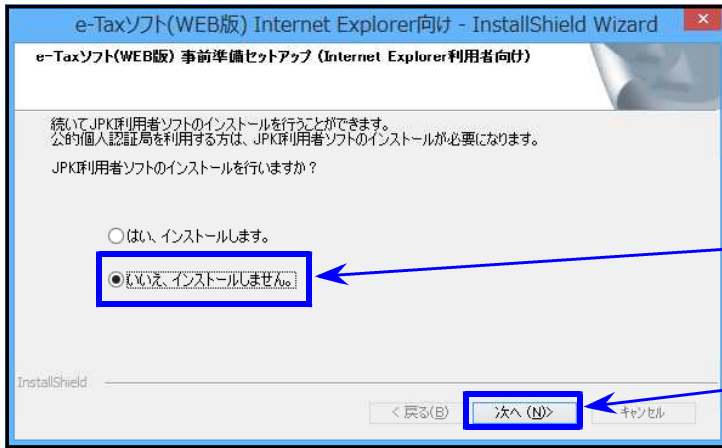 e-Taxソフト(WEB版) Internet Explorer向け - InstallShield Wizard
e-Taxソフト(WEB版) 事前準備セットアップ (Internet Explorer利用者向け)
続いてJPKI利用者ソフトのインストールを行うことができます。
公的個人認証局を利用する方は、JPKI利用者ソフトのインストールが必要になります。
JPKI利用者ソフトのインストールを行いますか？
はい、インストールします。
いいえ、インストールしません。
InstallShield
< 戻る(B) 次へ (N)> キャンセル